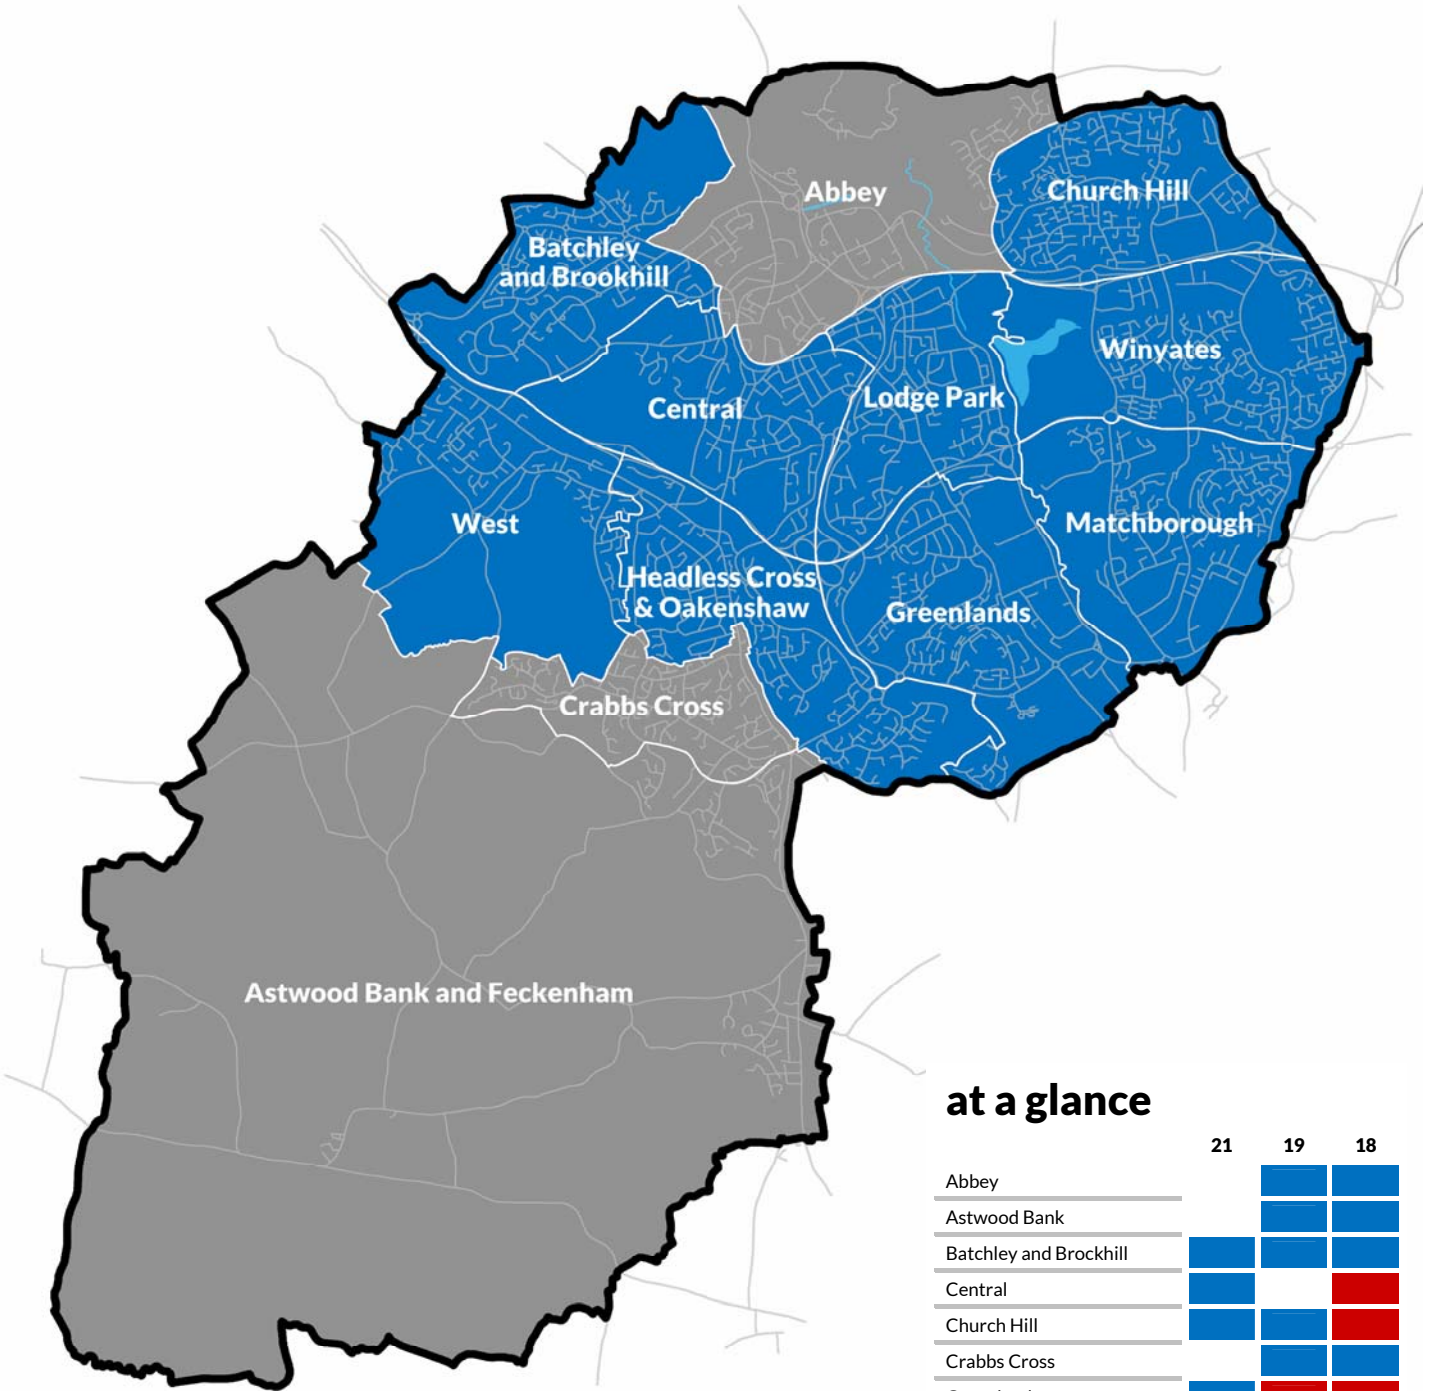 Abbey
Church Hill
Batchley
and Brookhill
Winyates
Lodge Park
Central
West
Matchborough
Headless Cross
& Oakenshaw
Greenlands
Crabbs Cross
Astwood Bank and Feckenham
at a glance
21 19 18
Abbey
Astwood Bank
Batchley and Brockhill
Central
Church Hill
Crabbs Cross